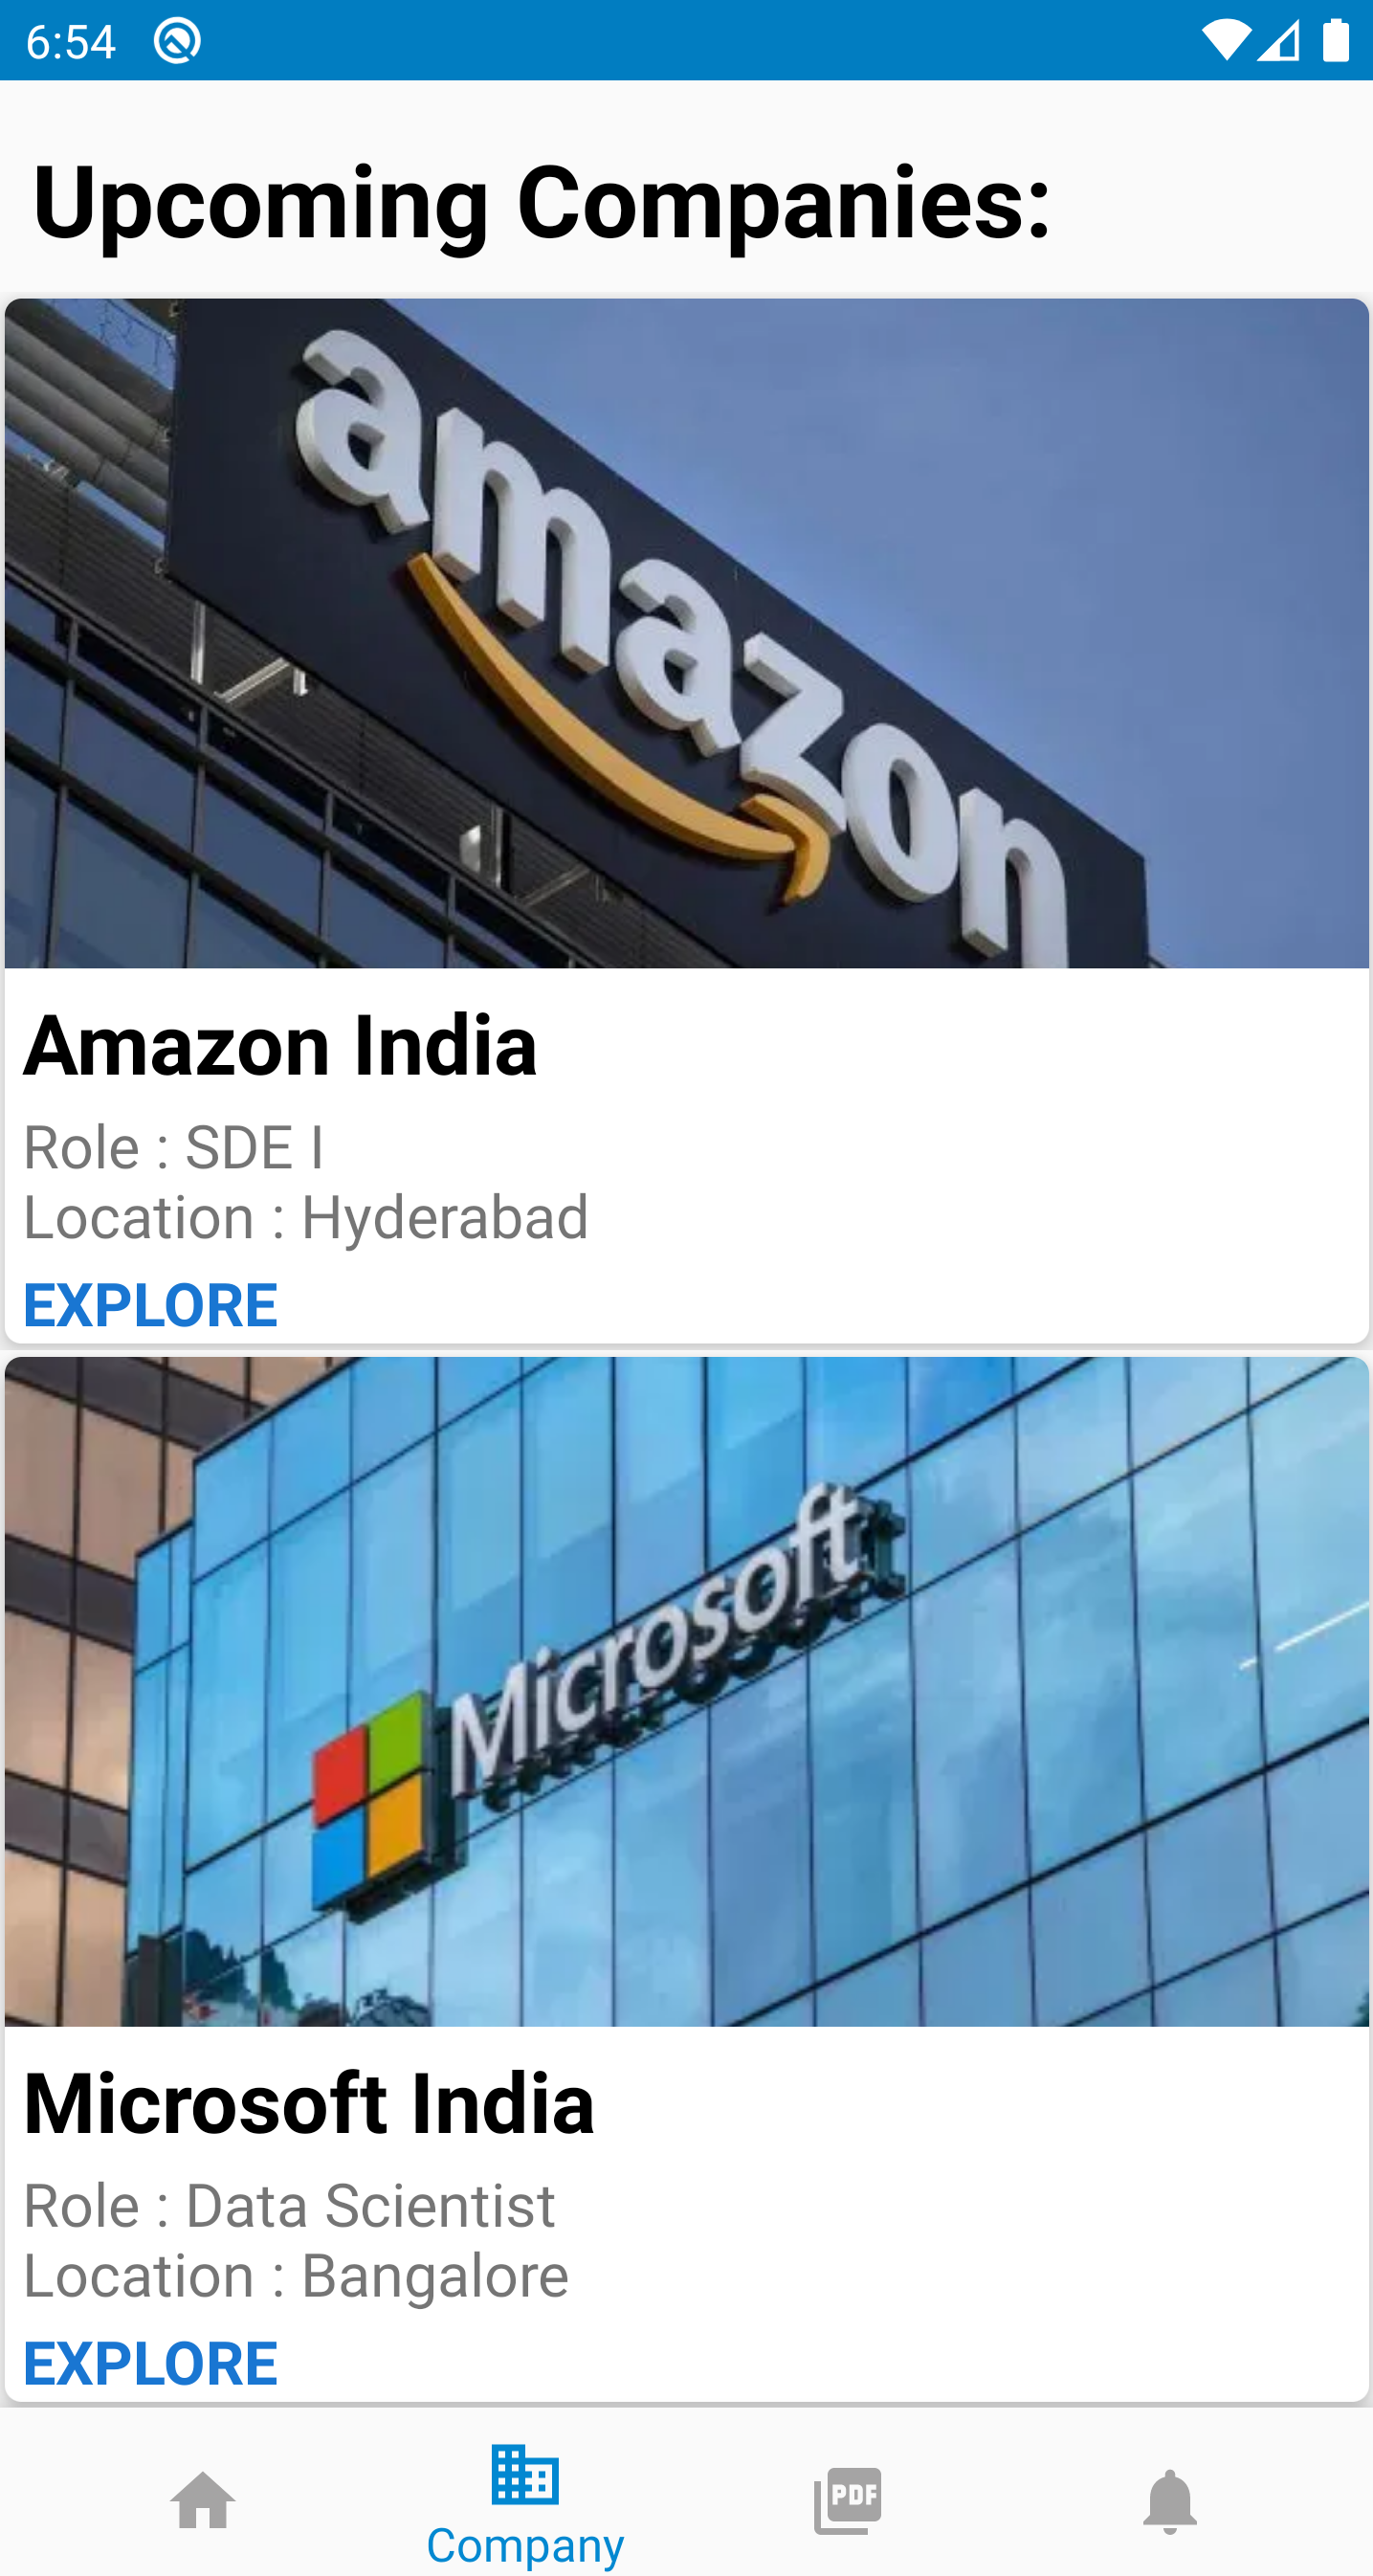 6:54
Upcoming Companies:
amazon
Amazon India
Role : SDE I
Location : Hyderabad
EXPLORE
Microsoft
Microsoft India
Role : Data Scientist
Location : Bangalore
EXPLORE
PDF
Company